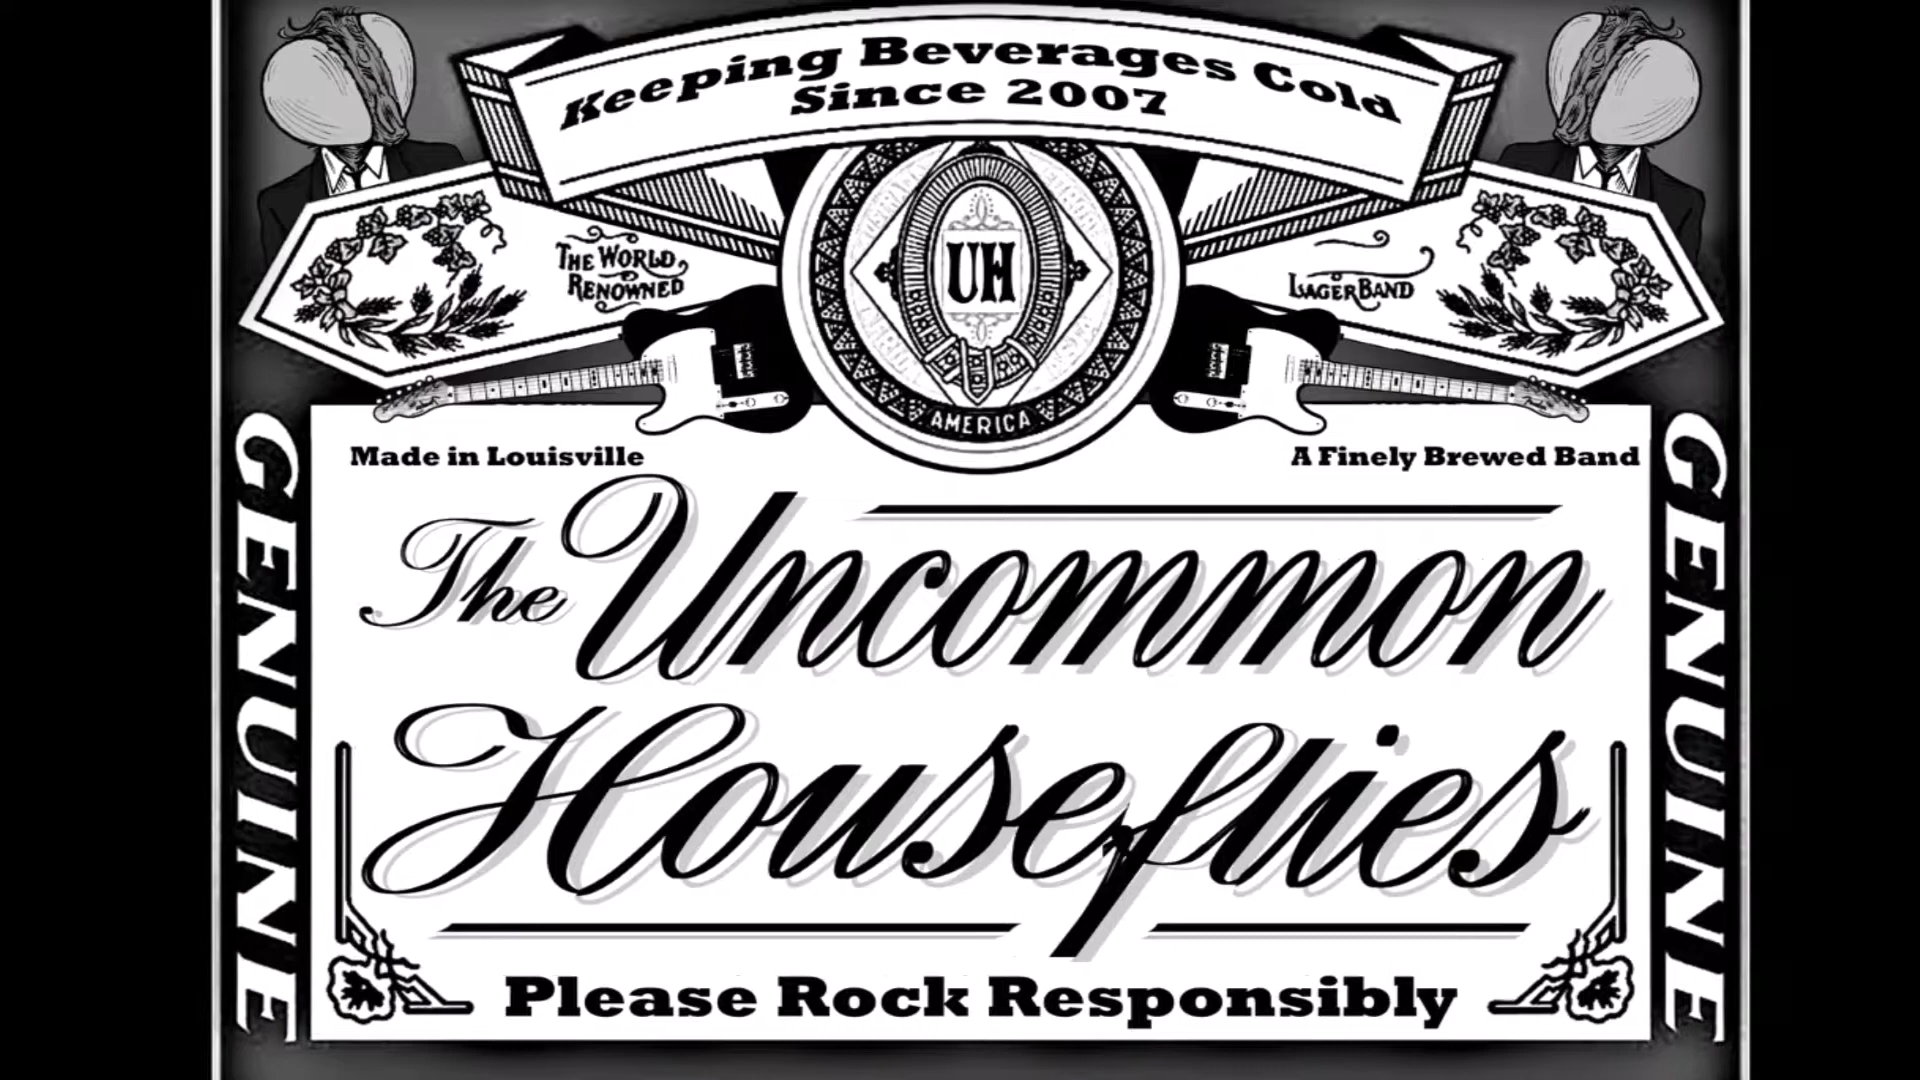 Keeping Beverages Cold
Since 2007
THE WORLD
RENOWNED
UH
LAGER BAND
AMERICA
Made in Louisville
A Finely Brewed Band
The Uncommon
Houseflies
Please Rock Responsibly
GENUINE
GENUINE